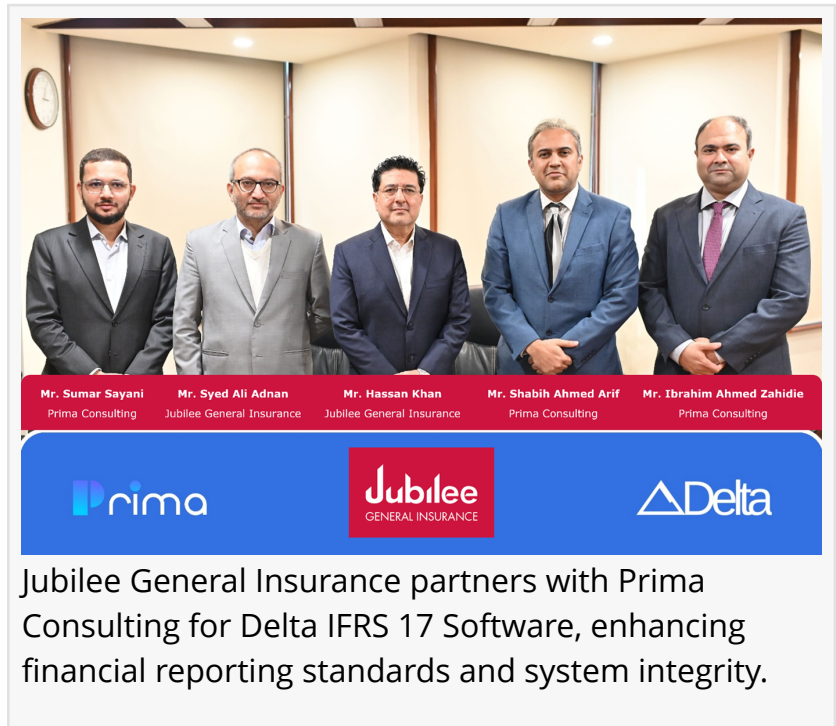 Mr. Sumar Sayani
Prima Consulting
Mr. Syed Ali Adnan
Jubilee General Insurance
Mr. Hassan Khan
Jubilee General Insurance
Mr. Shabih Ahmed Arif
Prima Consulting
Mr. Ibrahim Ahmed Zahidie
Prima Consulting
Prima
Jubilee
GENERAL INSURANCE
Delta
Jubilee General Insurance partners with Prima
Consulting for Delta IFRS 17 Software, enhancing
financial reporting standards and system integrity.